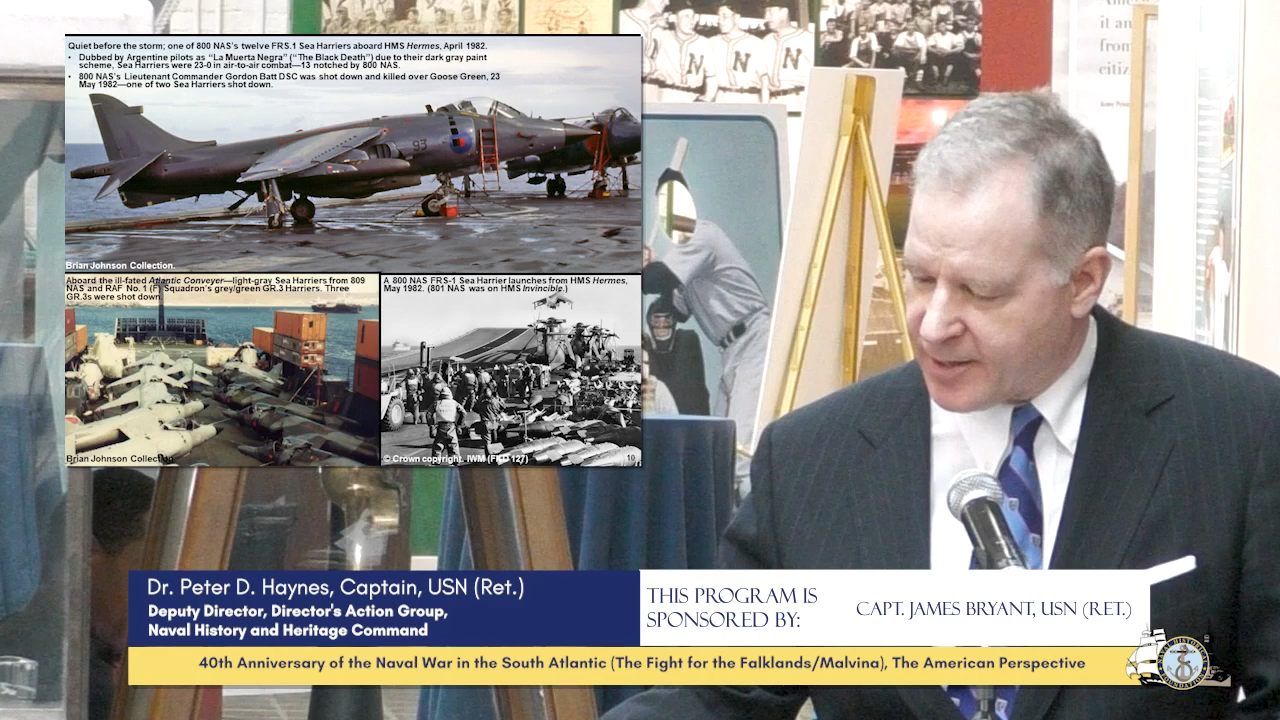 Quiet before the storm; one of 800 NAS's twelve FRS.1 Sea Harriers aboard HMS Hermes, April 1982.
• Dubbed by Argentine pilots as "La Muerta Negra" ("The Black Death") due to their dark gray paint
scheme, Sea Harriers were 23-0 in air-to-air combat—13 notched by 800 NAS.
• 800 NAS's Lieutenant Commander Gordon Batt DSC was shot down and killed over Goose Green, 23
May 1982—one of two Sea Harriers shot down.
93
Brian Johnson Collection.
Aboard the ill-fated Atlantic Conveyer—light-gray Sea Harriers from 809
NAS and RAF No. 1 (F) Squadron's grey/green GR.3 Harriers. Three
GR.3s were shot down.
Brian Johnson Collection.
A 800 NAS FRS-1 Sea Harrier launches from HMS Hermes,
May 1982. (801 NAS was on HMS Invincible.)
© Crown copyright. IWM (FKD 127)
10
N
N
it an
from
citiz
Dr. Peter D. Haynes, Captain, USN (Ret.)
Deputy Director, Director's Action Group,
Naval History and Heritage Command
THIS PROGRAM IS
SPONSORED BY:
CAPT. JAMES BRYANT, USN (RET.)
40th Anniversary of the Naval War in the South Atlantic (The Fight for the Falklands/Malvina), The American Perspective
NAVAL HISTORICAL
FOUNDATION